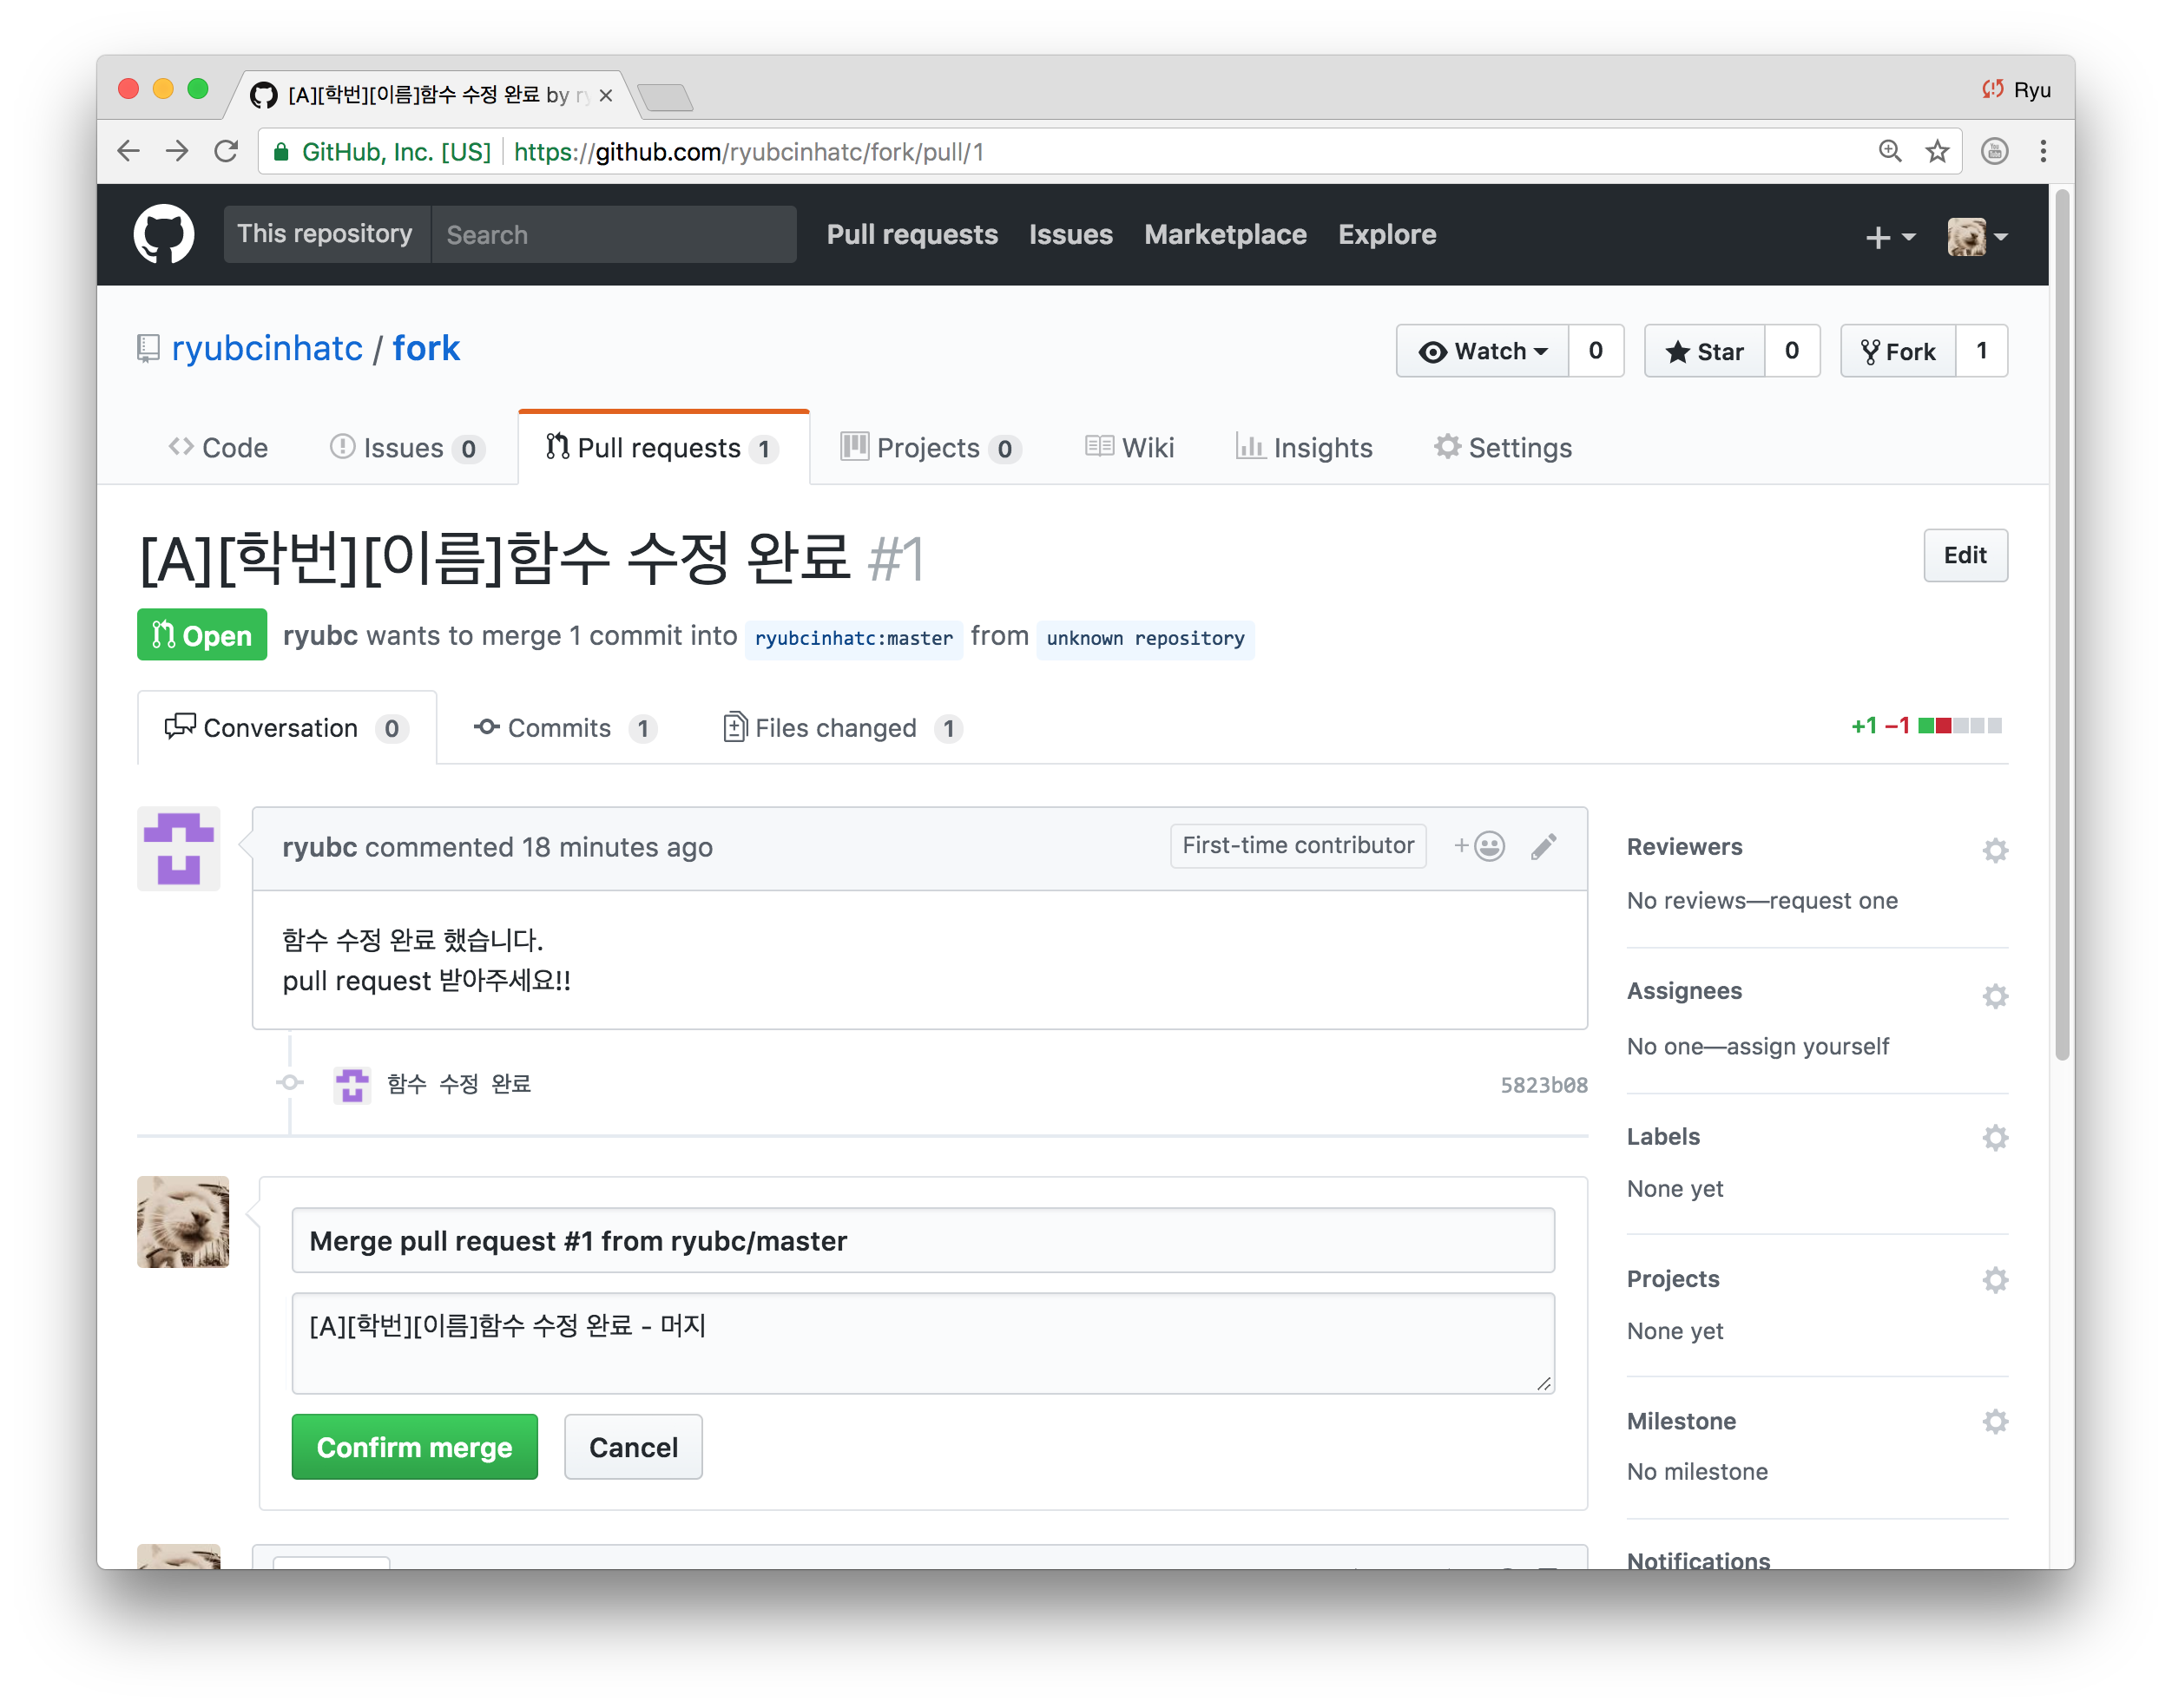 [A][학번][이름]함수 수정 완료 by
Ryu
GitHub, Inc. [US] https://github.com/ryubcinhatc/fork/pull/1
This repository Search Pull requests Issues Marketplace Explore
ryubcinhatc / fork
Watch 0 Star 0 Fork 1
Code Issues 0 Pull requests 1 Projects 0 Wiki Insights Settings
[A][학번][이름]함수 수정 완료 #1
Edit
Open ryubc wants to merge 1 commit into ryubcinhatc:master from unknown repository
Conversation 0 Commits 1 Files changed 1 +1 −1
ryubc commented 18 minutes ago First-time contributor
함수 수정 완료 했습니다.
pull request 받아주세요!!
함수 수정 완료 5823b08
Merge pull request #1 from ryubc/master
[A][학번][이름]함수 수정 완료 - 머지
Confirm merge Cancel
Reviewers
No reviews—request one
Assignees
No one—assign yourself
Labels
None yet
Projects
None yet
Milestone
No milestone
Notifications